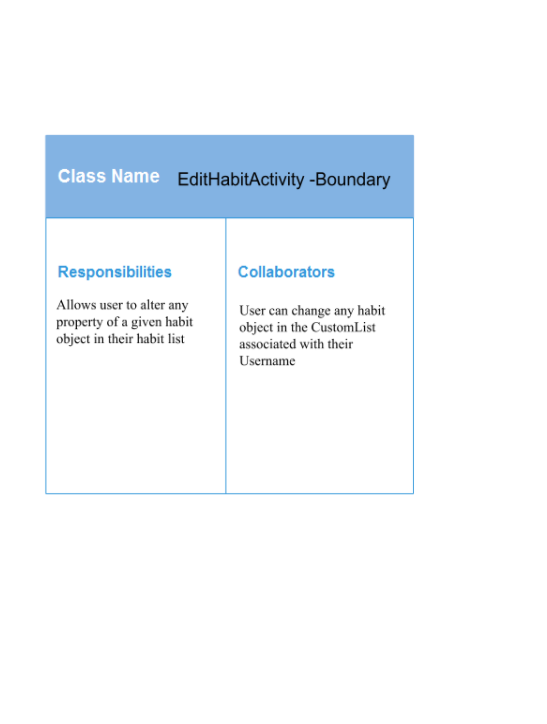 Class Name EditHabitActivity -Boundary
Responsibilities
Allows user to alter any
property of a given habit
object in their habit list
Collaborators
User can change any habit
object in the CustomList
associated with their
Username